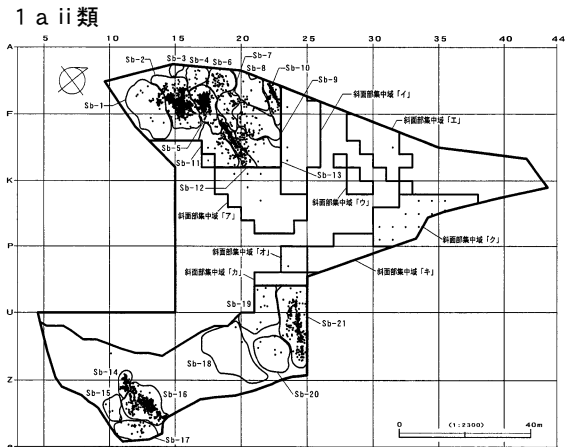 1 a ii 類
5 10 15 20 25 30 35 40 44
A
F
K
P
U
Z
Sb-1
Sb-2
Sb-3
Sb-4
Sb-6
Sb-7
Sb-8
Sb-10
Sb-9
Sb-5
Sb-11
Sb-12
Sb-13
斜面部集中域「イ」
斜面部集中域「エ」
斜面部集中域「ウ」
斜面部集中域「ア」
斜面部集中域「ク」
斜面部集中域「オ」
斜面部集中域「カ」
斜面部集中域「キ」
Sb-19
Sb-21
Sb-18
Sb-20
Sb-14
Sb-15
Sb-16
Sb-17
0 (1:2300) 40m